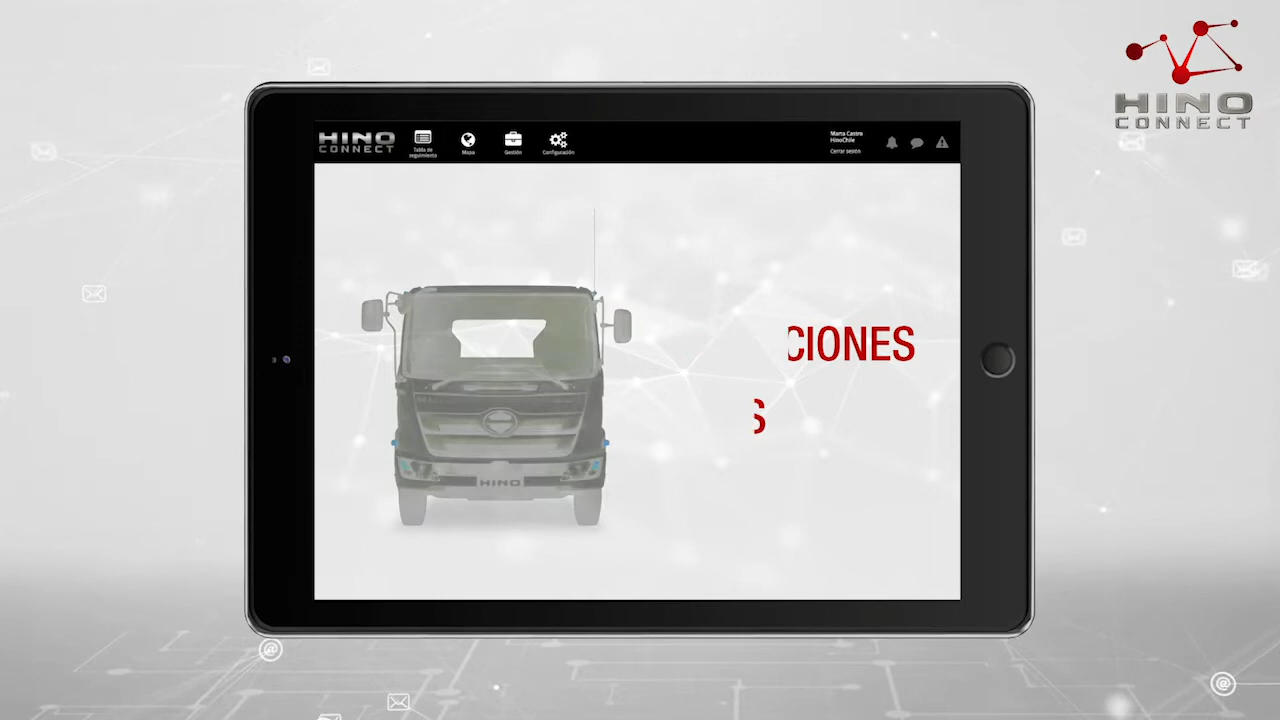 HINO
CONNECT
HINO
CONNECT
Tabla de
seguimiento
Mapa
Gestión
Configuración
Marta Castro
HinoChile
Cerrar sesión
CIONES
S
HINO